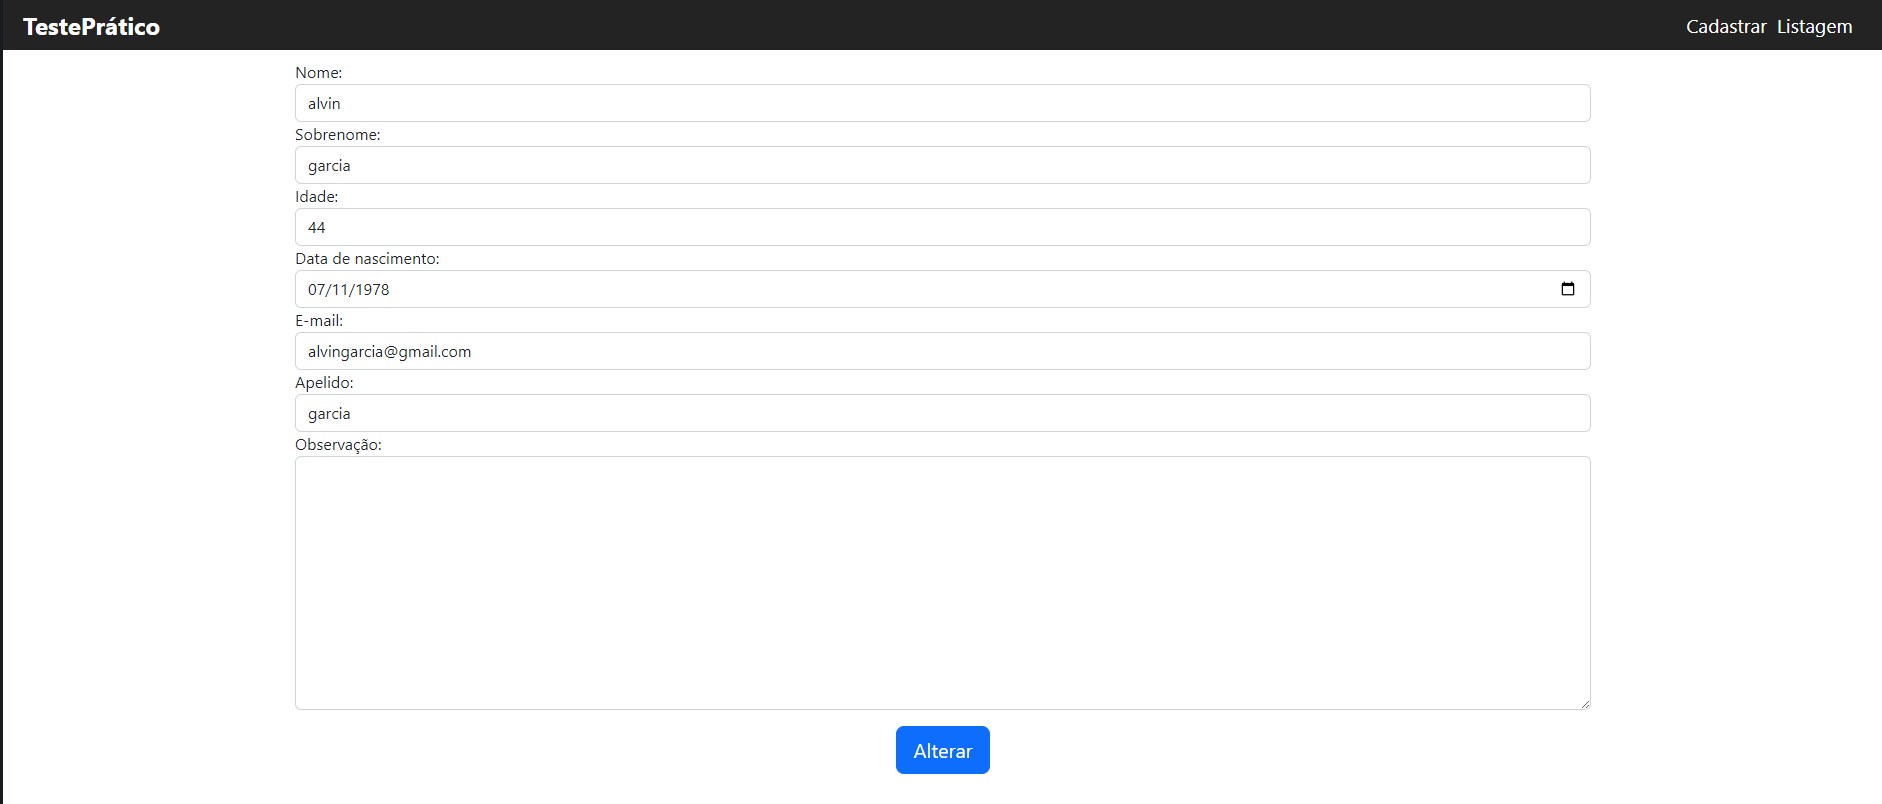 TestePrático
Cadastrar Listagem
Nome:
alvin
Sobrenome:
garcia
Idade:
44
Data de nascimento:
07/11/1978
E-mail:
alvingarcia@gmail.com
Apelido:
garcia
Observação:
Alterar